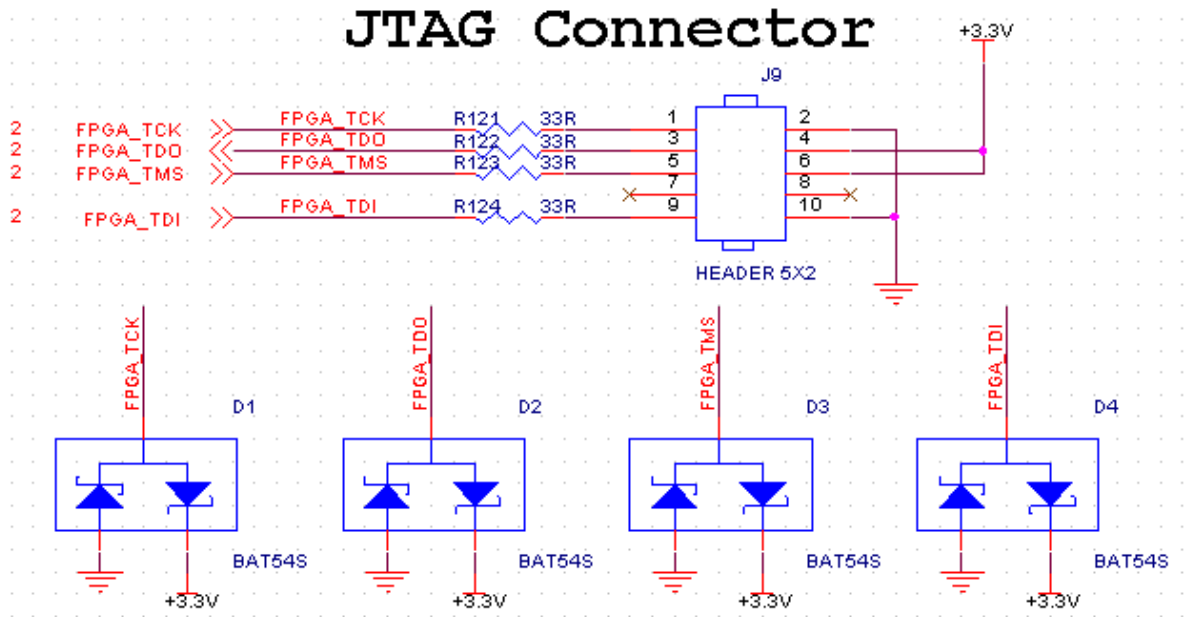 JTAG Connector
+3.3V
J9
2 FPGA_TCK FPGA_TCK R121 33R 1 2
2 FPGA_TDO FPGA_TDO R122 33R 3 4
2 FPGA_TMS FPGA_TMS R123 33R 5 6
7 8
2 FPGA_TDI FPGA_TDI R124 33R 9 10
HEADER 5X2
FPGA_TCK FPGA_TDO FPGA_TMS FPGA_TDI
D1 D2 D3 D4
BAT54S BAT54S BAT54S BAT54S
+3.3V +3.3V +3.3V +3.3V